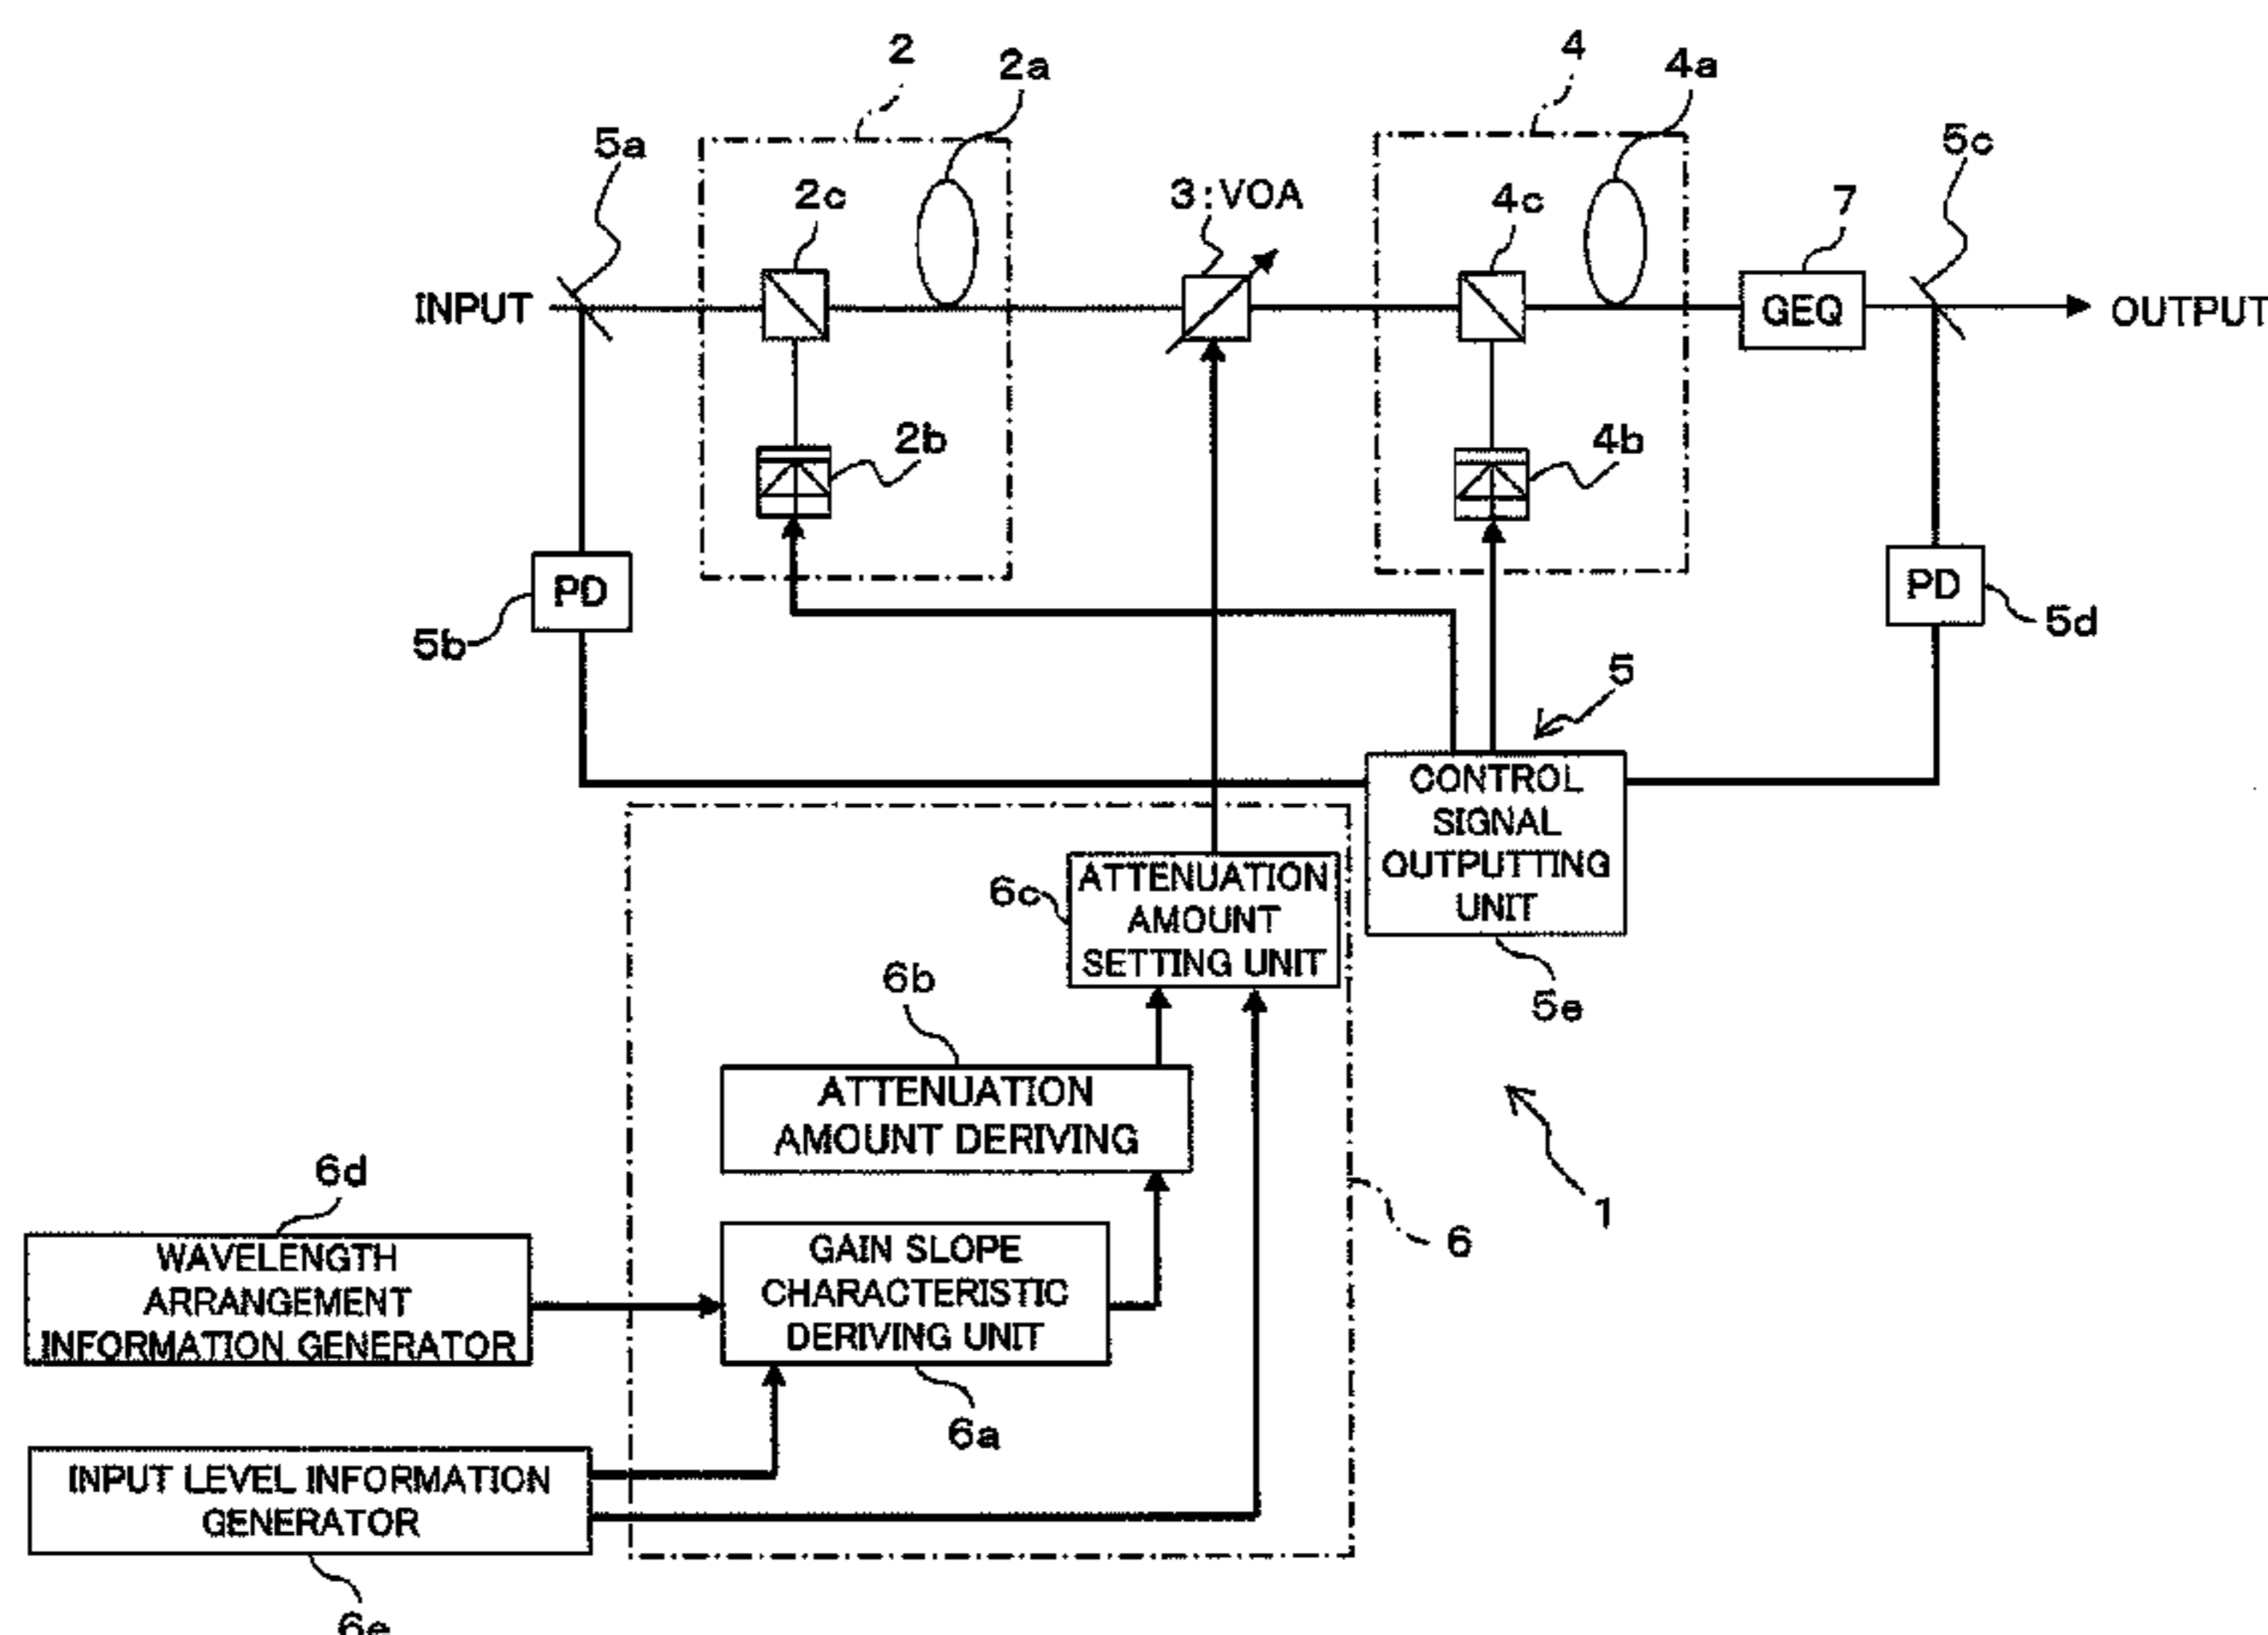 2
2a
4
4a
5a
5c
2c
3:VOA
4c
7
INPUT
GEQ
OUTPUT
2b
4b
PD
PD
5b
5d
5
CONTROL
SIGNAL
OUTPUTTING
UNIT
6c
ATTENUATION
AMOUNT
SETTING UNIT
5e
6b
ATTENUATION
AMOUNT DERIVING
1
6d
6
WAVELENGTH
ARRANGEMENT
INFORMATION GENERATOR
GAIN SLOPE
CHARACTERISTIC
DERIVING UNIT
6a
INPUT LEVEL INFORMATION
GENERATOR
6e